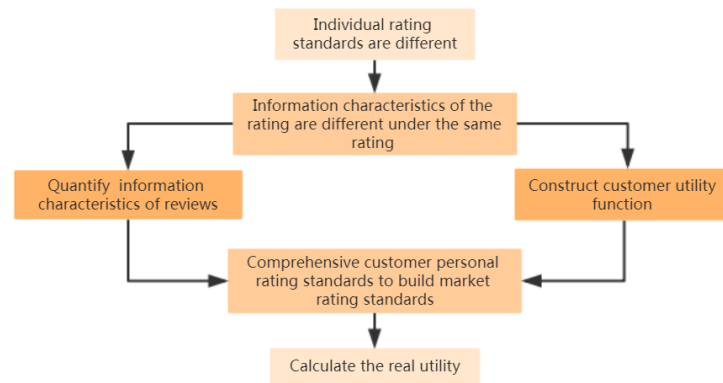 Individual rating
standards are different
Information characteristics of the
rating are different under the same
rating
Quantify information
characteristics of reviews
Construct customer utility
function
Comprehensive customer personal
rating standards to build market
rating standards
Calculate the real utility